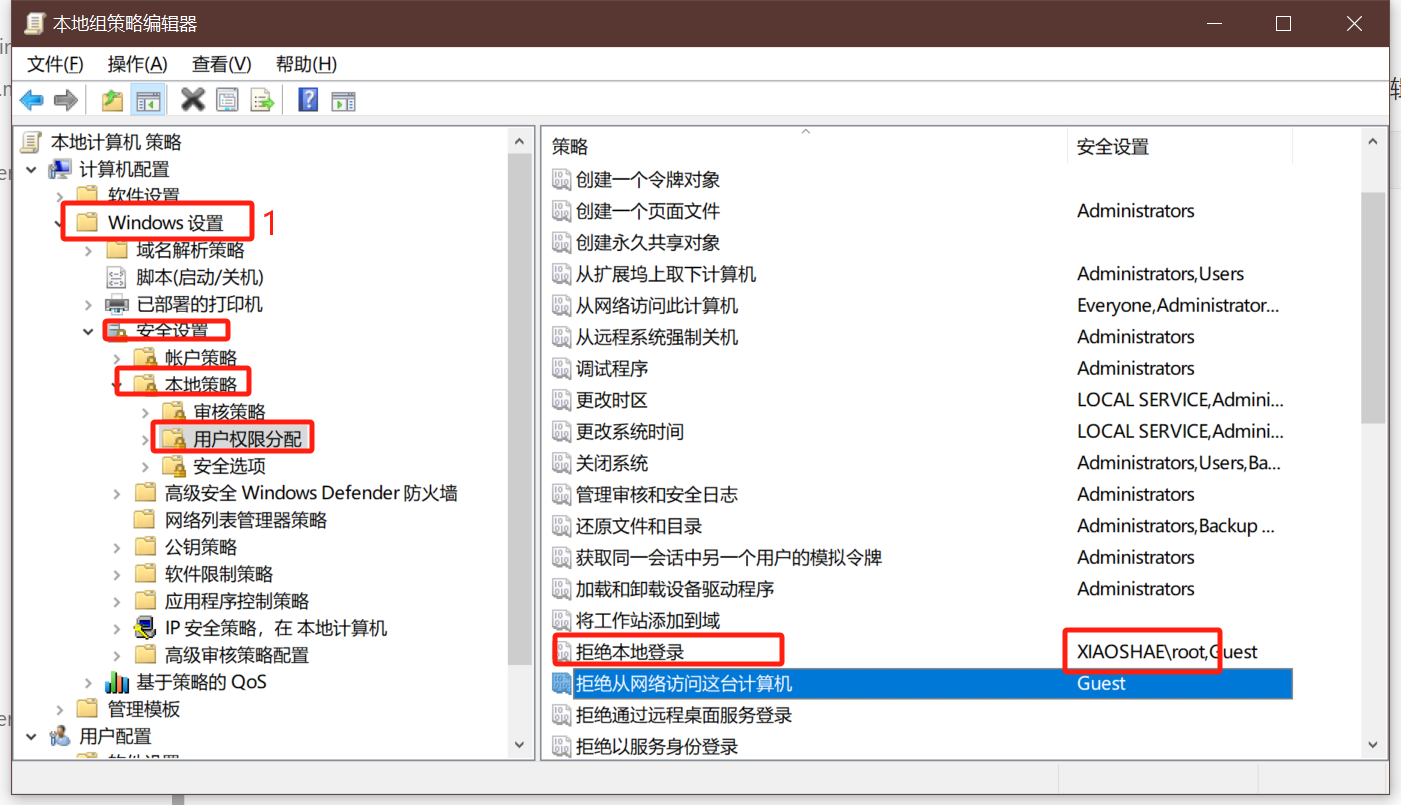 本地组策略编辑器
文件(F) 操作(A) 查看(V) 帮助(H)
本地计算机 策略
计算机配置
软件设置
Windows 设置 1
域名解析策略
脚本(启动/关机)
已部署的打印机
安全设置
帐户策略
本地策略
审核策略
用户权限分配
安全选项
高级安全 Windows Defender 防火墙
网络列表管理器策略
公钥策略
软件限制策略
应用程序控制策略
IP 安全策略，在 本地计算机
高级审核策略配置
基于策略的 QoS
管理模板
用户配置
软件设置
策略 安全设置
创建一个令牌对象
创建一个页面文件 Administrators
创建永久共享对象
从扩展坞上取下计算机 Administrators,Users
从网络访问此计算机 Everyone,Administrator...
从远程系统强制关机 Administrators
调试程序 Administrators
更改时区 LOCAL SERVICE,Admini...
更改系统时间 LOCAL SERVICE,Admini...
关闭系统 Administrators,Users,Ba...
管理审核和安全日志 Administrators
还原文件和目录 Administrators,Backup ...
获取同一会话中另一个用户的模拟令牌 Administrators
加载和卸载设备驱动程序 Administrators
将工作站添加到域
拒绝本地登录 XIAOSHAE\root,Guest
拒绝从网络访问这台计算机 Guest
拒绝通过远程桌面服务登录
拒绝以服务身份登录